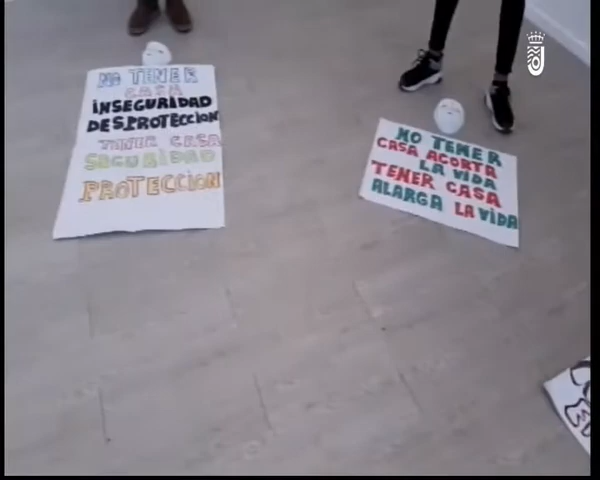 NO TENER
CASA
INSEGURIDAD
DESPROTECCION
TENER CASA
SEGURIDAD
PROTECCION
NO TENER
CASA ACORTA
LA VIDA
TENER CASA
ALARGA LA VIDA